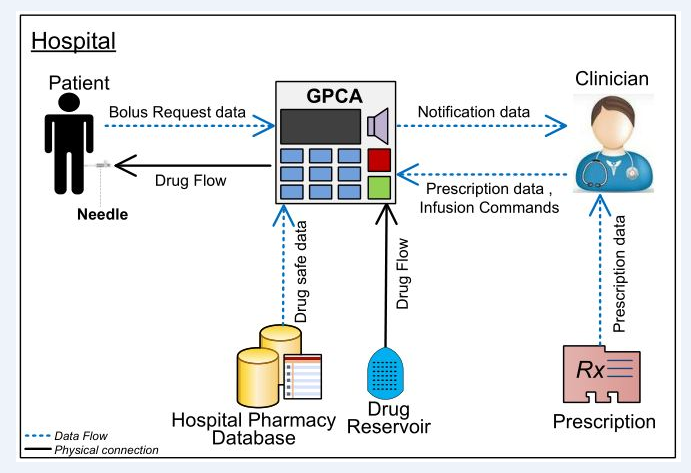 Hospital
Patient
Clinician
GPCA
Bolus Request data
Notification data
Drug Flow
Prescription data ,
Infusion Commands
Needle
Drug safe data
Drug Flow
Prescription data
Rx
Hospital Pharmacy
Database
Drug
Reservoir
Prescription
Data Flow
Physical connection